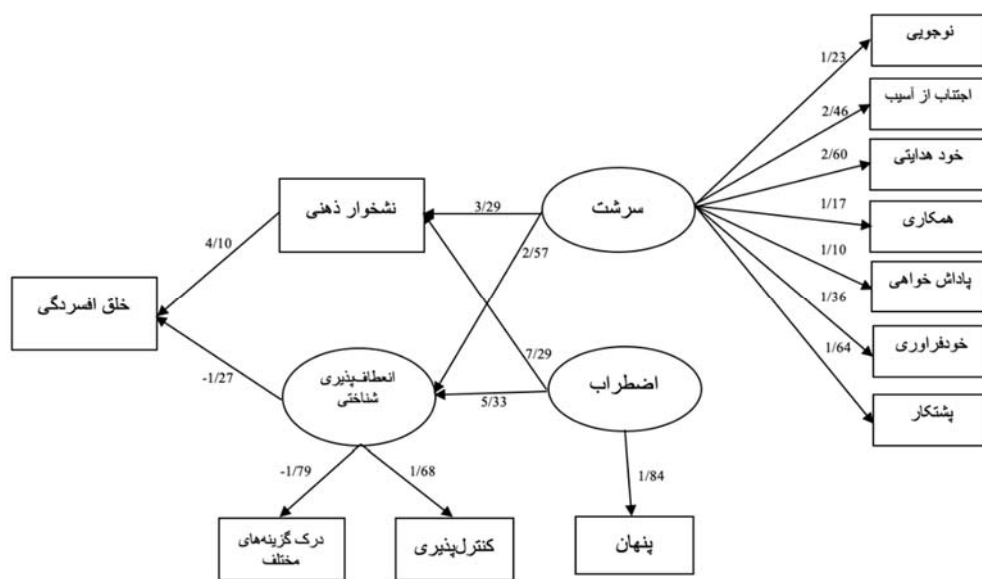 نوجویی
1/23
اجتناب از آسیب
2/46
خود هدایتی
2/60
همکاری
1/17
پاداش خواهی
1/10
خودفراوری
1/36
پشتکار
1/64
سرشت
3/29
2/57
نشخوار ذهنی
4/10
خلق افسردگی
-1/27
انعطاف‌پذیری
شناختی
7/29
5/33
اضطراب
1/84
پنهان
1/68
کنترل‌پذیری
-1/79
درک گزینه‌های
مختلف